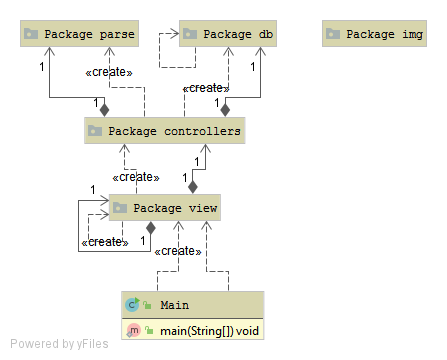 Package parse
Package db
Package img
1
«create»
1
«create»
1
1
Package controllers
«create»
1
1
1
Package view
«create»
1
«create»
Main
main(String[]) void
Powered by yFiles